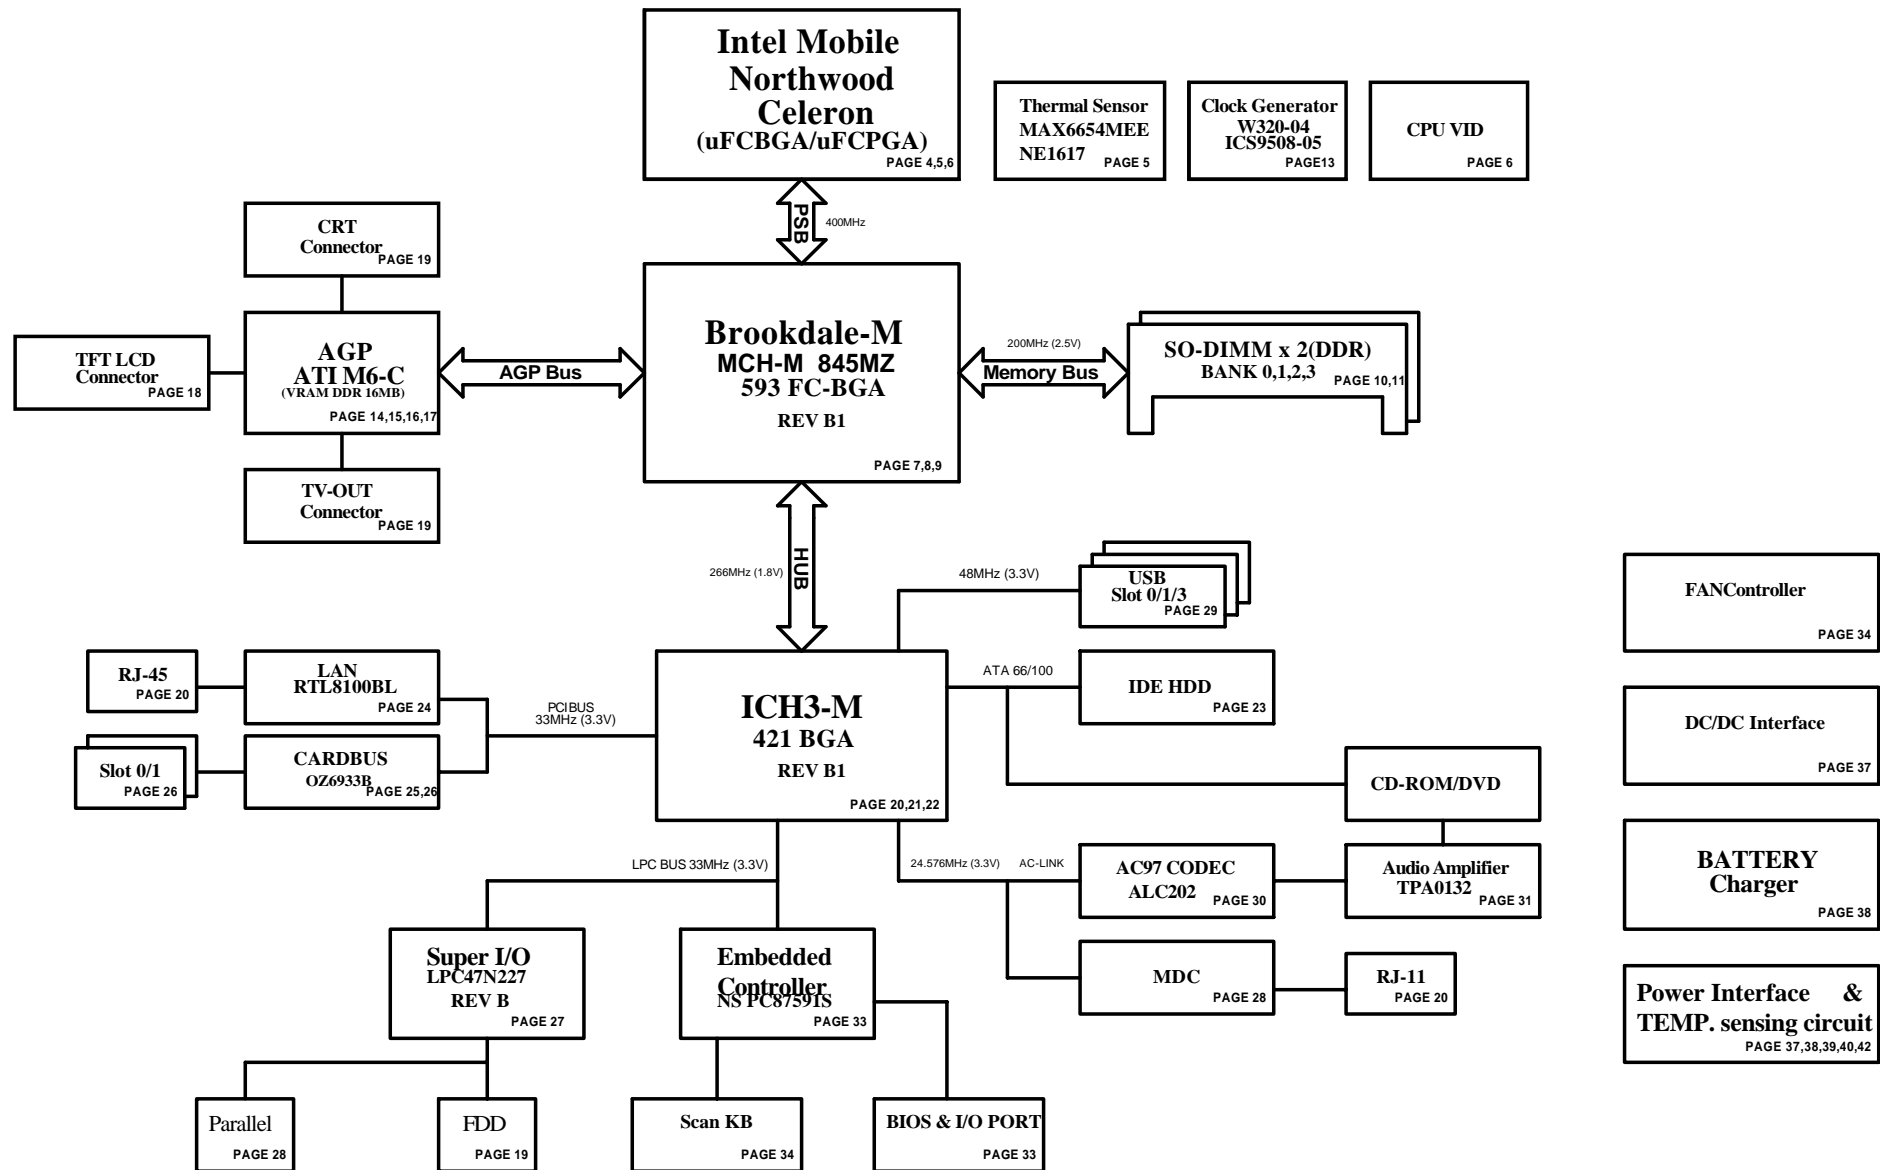 Intel Mobile
Northwood
Celeron
(uFCBGA/uFCPGA)
PAGE 4,5,6
Thermal Sensor
MAX6654MEE
NE1617
PAGE 5
Clock Generator
W320-04
ICS9508-05
PAGE13
CPU VID
PAGE 6
PSB
400MHz
CRT
Connector
PAGE 19
TFT LCD
Connector
PAGE 18
AGP
ATI M6-C
(VRAM DDR 16MB)
PAGE 14,15,16,17
AGP Bus
Brookdale-M
MCH-M 845MZ
593 FC-BGA
REV B1
PAGE 7,8,9
200MHz (2.5V)
Memory Bus
SO-DIMM x 2(DDR)
BANK 0,1,2,3
PAGE 10,11
TV-OUT
Connector
PAGE 19
HUB
266MHz (1.8V)
48MHz (3.3V)
USB
Slot 0/1/3
PAGE 29
FANController
PAGE 34
RJ-45
PAGE 20
LAN
RTL8100BL
PAGE 24
PCIBUS
33MHz (3.3V)
ICH3-M
421 BGA
REV B1
PAGE 20,21,22
ATA 66/100
IDE HDD
PAGE 23
DC/DC Interface
PAGE 37
Slot 0/1
PAGE 26
CARDBUS
OZ6933B
PAGE 25,26
CD-ROM/DVD
LPC BUS 33MHz (3.3V)
24.576MHz (3.3V)
AC-LINK
AC97 CODEC
ALC202
PAGE 30
Audio Amplifier
TPA0132
PAGE 31
BATTERY
Charger
PAGE 38
Super I/O
LPC47N227
REV B
PAGE 27
Embedded
Controller
NS PC87591S
PAGE 33
MDC
PAGE 28
RJ-11
PAGE 20
Power Interface &
TEMP. sensing circuit
PAGE 37,38,39,40,42
Parallel
PAGE 28
FDD
PAGE 19
Scan KB
PAGE 34
BIOS & I/O PORT
PAGE 33